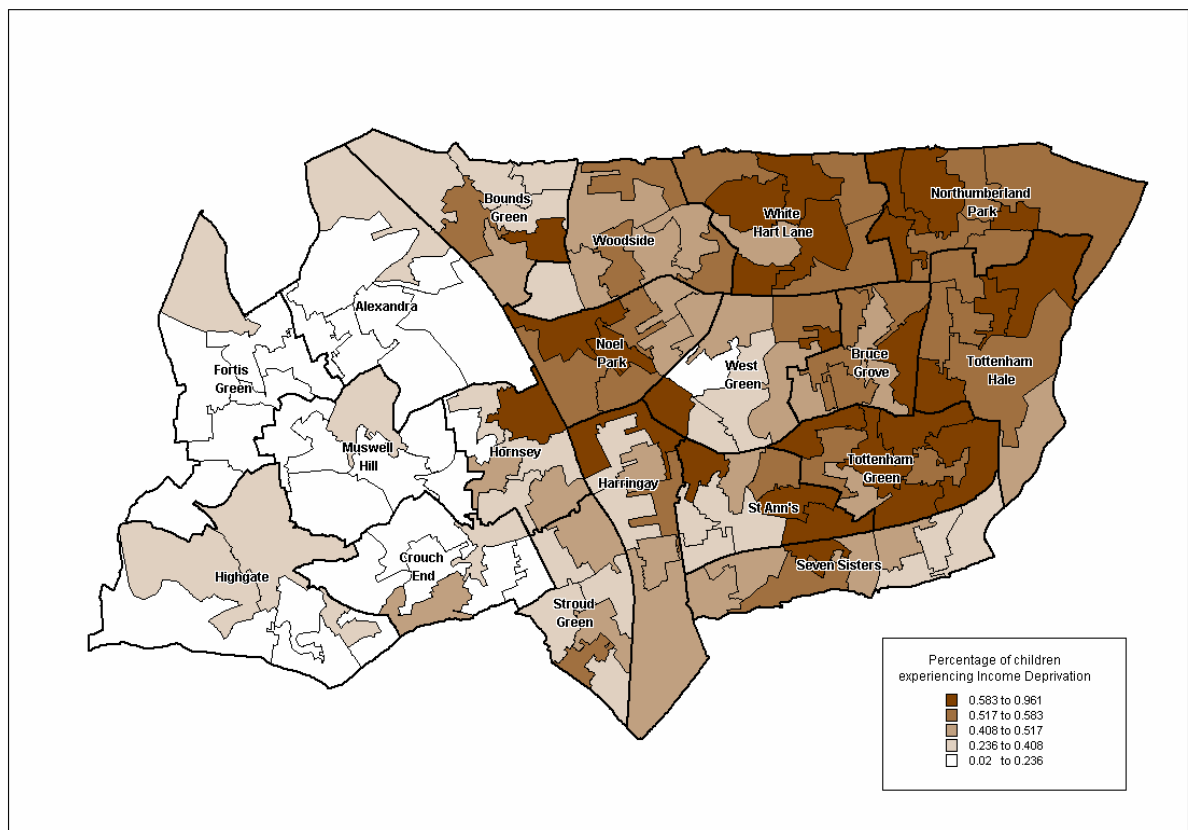 Bounds
Green
Woodside
White
Hart Lane
Northumberland
Park
Alexandra
Fortis
Green
Noel
Park
West
Green
Bruce
Grove
Tottenham
Hale
Muswell
Hill
Hornsey
Harringay
Tottenham
Green
St Ann's
Crouch
End
Highgate
Seven Sisters
Stroud
Green
Percentage of children
experiencing Income Deprivation
0.583 to 0.961
0.517 to 0.583
0.408 to 0.517
0.236 to 0.408
0.02 to 0.236